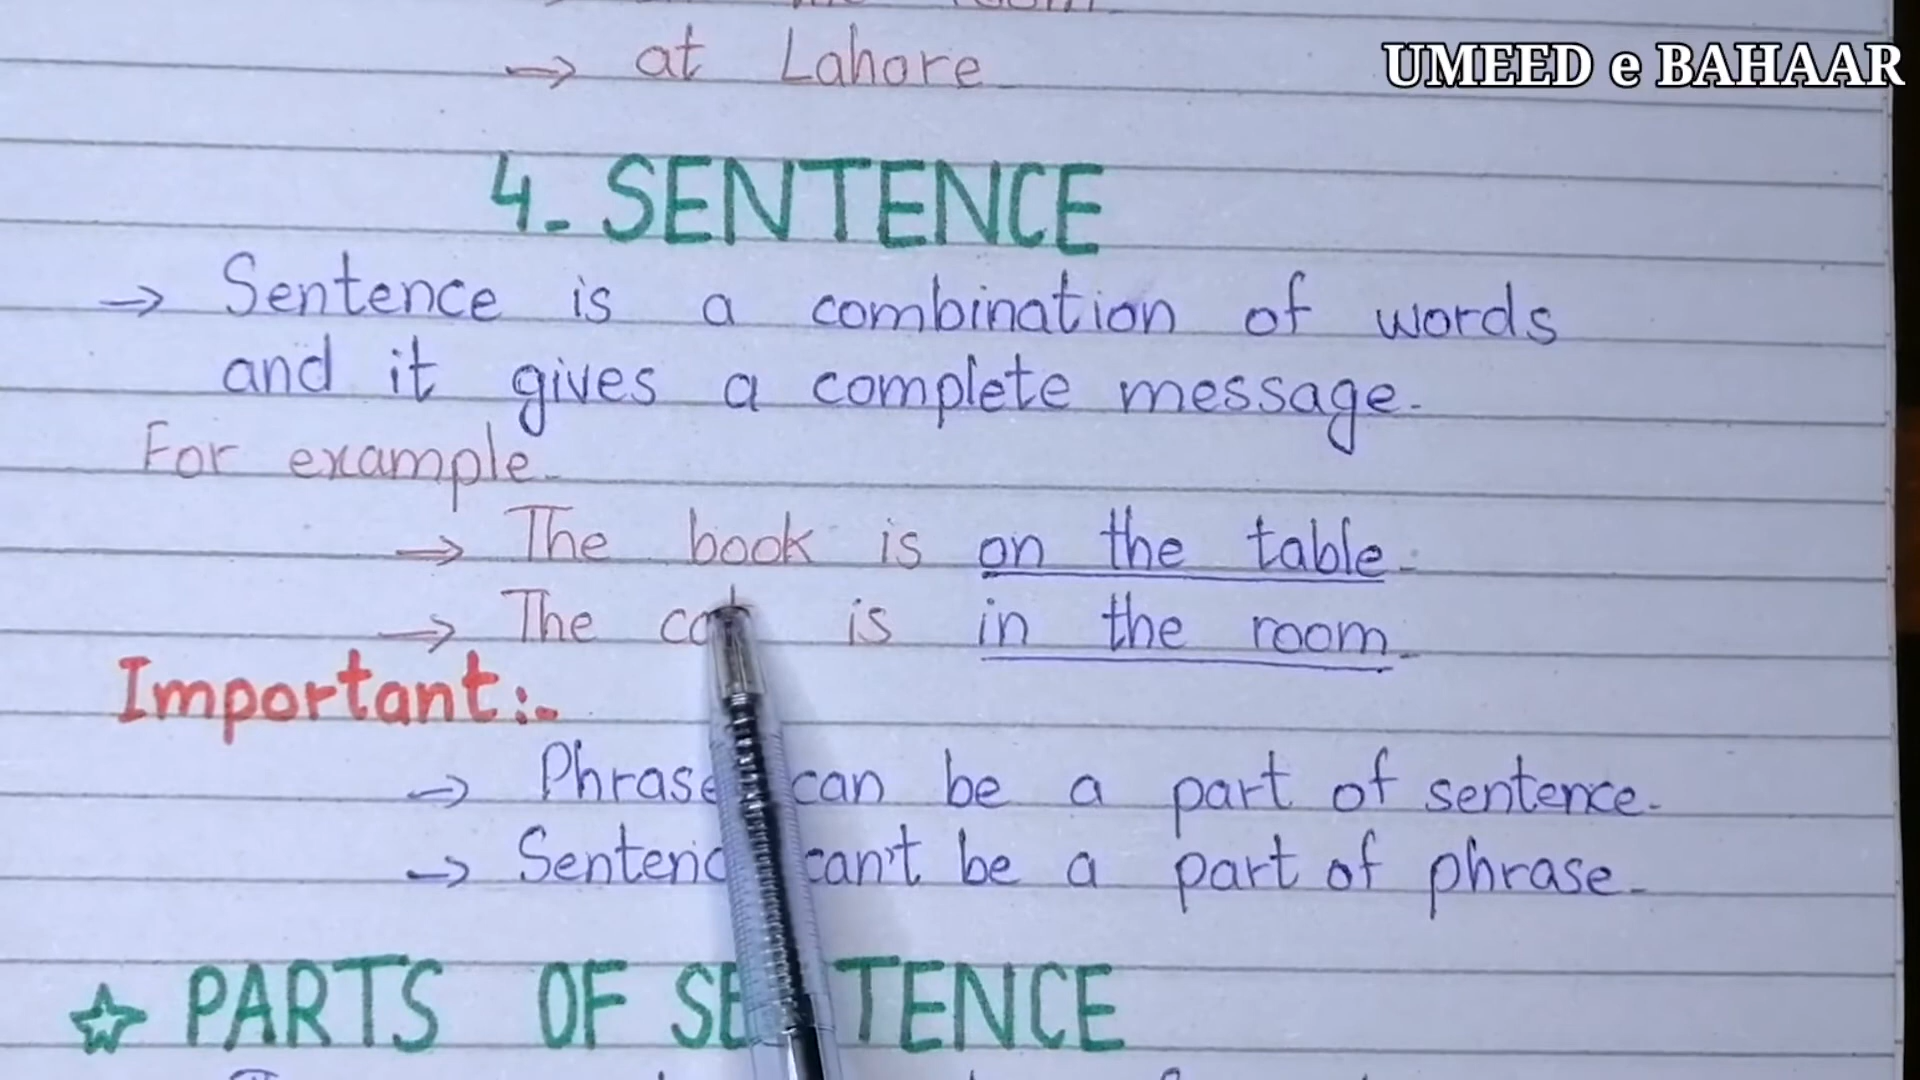 → at Lahore
UMEED e BAHAAR
4. SENTENCE
→ Sentence is a combination of words
and it gives a complete message.
For example.
→ The book is on the table.
→ The is in the room.
Important:-
→ Phrase can be a part of sentence.
→ can't be a part of phrase.
☆ PARTS OF SENTENCE